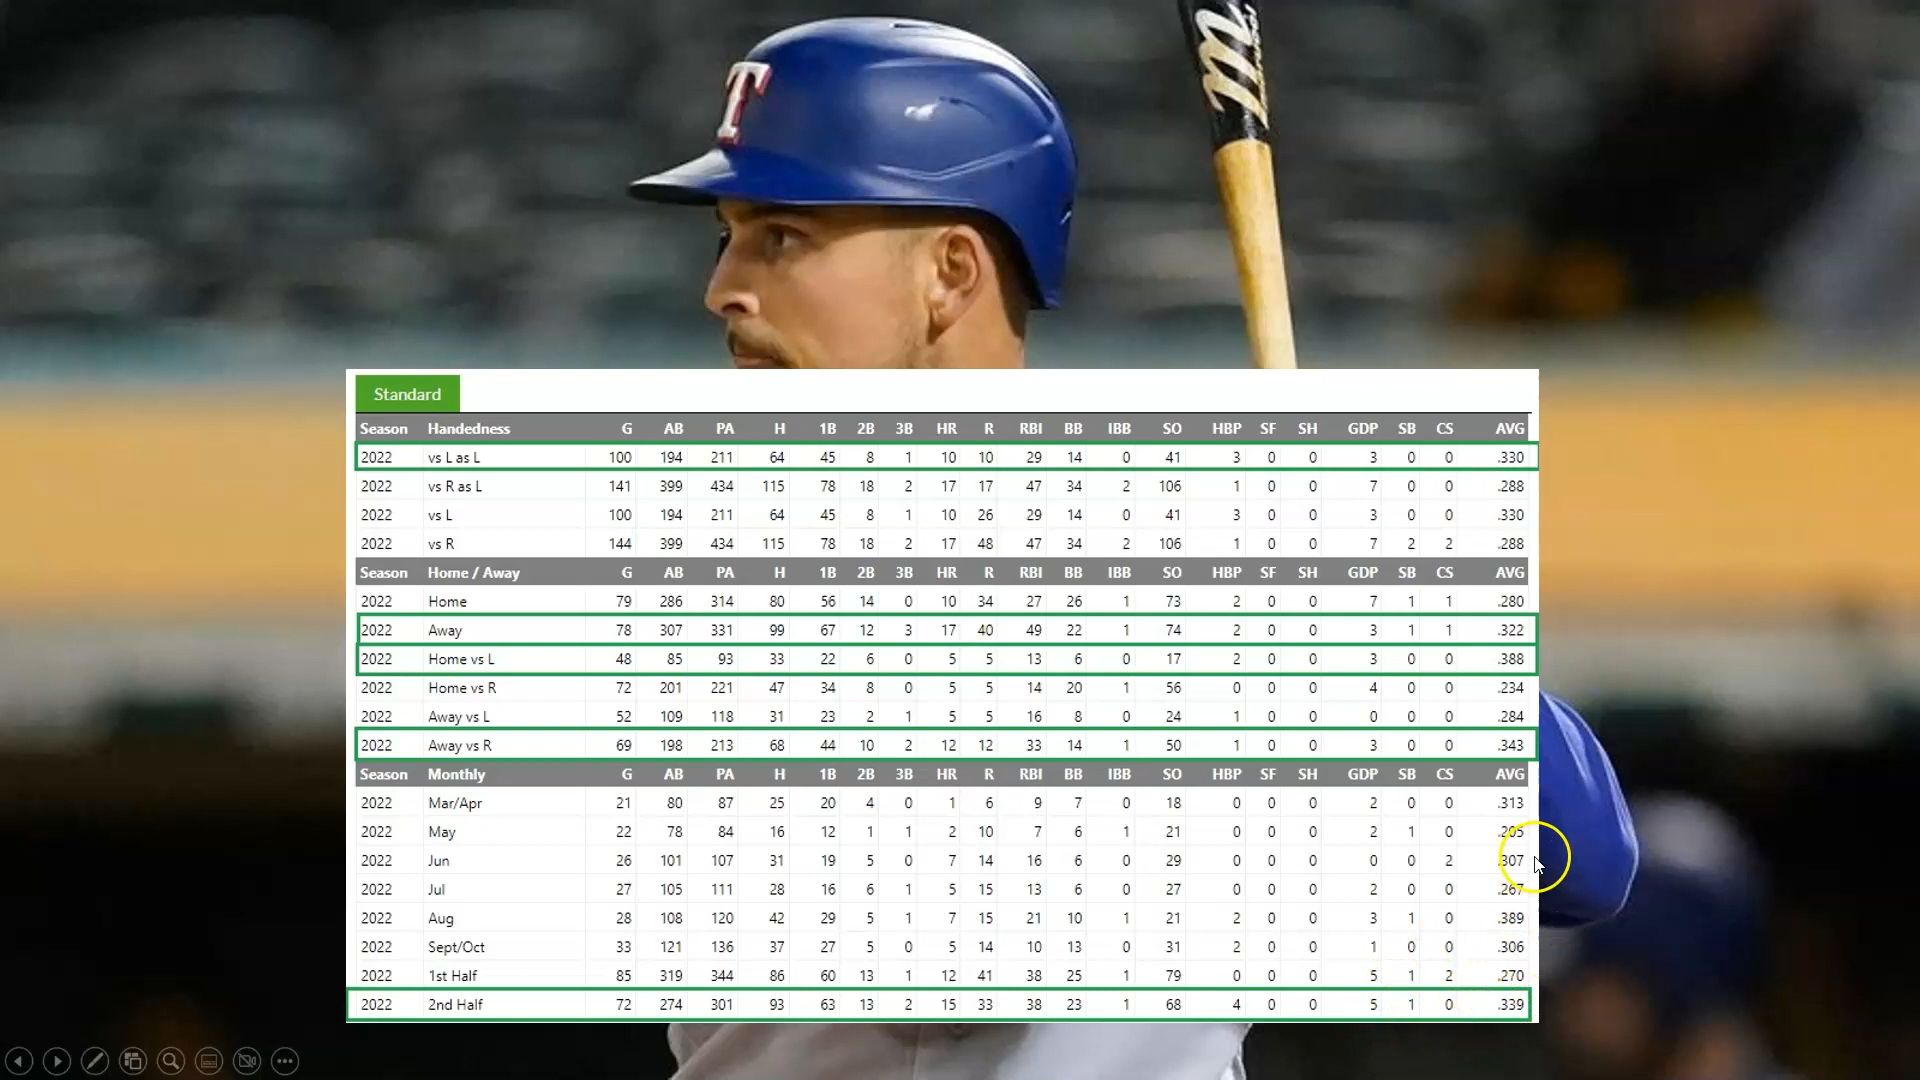 T
M
Standard
Season Handedness G AB PA H 1B 2B 3B HR R RBI BB IBB SO HBP SF SH GDP SB CS AVG
2022 vs L as L 100 194 211 64 45 8 1 10 10 29 14 0 41 3 0 0 3 0 0 .330
2022 vs R as L 141 399 434 115 78 18 2 17 17 47 34 2 106 1 0 0 7 0 0 .288
2022 vs L 100 194 211 64 45 8 1 10 26 29 14 0 41 3 0 0 3 0 0 .330
2022 vs R 144 399 434 115 78 18 2 17 48 47 34 2 106 1 0 0 7 2 2 .288
Season Home / Away G AB PA H 1B 2B 3B HR R RBI BB IBB SO HBP SF SH GDP SB CS AVG
2022 Home 79 286 314 80 56 14 0 10 34 27 26 1 73 2 0 0 7 1 1 .280
2022 Away 78 307 331 99 67 12 3 17 40 49 22 1 74 2 0 0 3 1 1 .322
2022 Home vs L 48 85 93 33 22 6 0 5 5 13 6 0 17 2 0 0 3 0 0 .388
2022 Home vs R 72 201 221 47 34 8 0 5 5 14 20 1 56 0 0 0 4 0 0 .234
2022 Away vs L 52 109 118 31 23 2 1 5 5 16 8 0 24 1 0 0 0 0 0 .284
2022 Away vs R 69 198 213 68 44 10 2 12 12 33 14 1 50 1 0 0 3 0 0 .343
Season Monthly G AB PA H 1B 2B 3B HR R RBI BB IBB SO HBP SF SH GDP SB CS AVG
2022 Mar/Apr 21 80 87 25 20 4 0 1 6 9 7 0 18 0 0 0 2 0 0 .313
2022 May 22 78 84 16 12 1 1 2 10 7 6 1 21 0 0 0 2 1 0 .205
2022 Jun 26 101 107 31 19 5 0 7 14 16 6 0 29 0 0 0 0 0 2 .307
2022 Jul 27 105 111 28 16 6 1 5 15 13 6 0 27 0 0 0 2 0 0 .267
2022 Aug 28 108 120 42 29 5 1 7 15 21 10 1 21 2 0 0 3 1 0 .389
2022 Sept/Oct 33 121 136 37 27 5 0 5 14 10 13 0 31 2 0 0 1 0 0 .306
2022 1st Half 85 319 344 86 60 13 1 12 41 38 25 1 79 0 0 0 5 1 2 .270
2022 2nd Half 72 274 301 93 63 13 2 15 33 38 23 1 68 4 0 0 5 1 0 .339